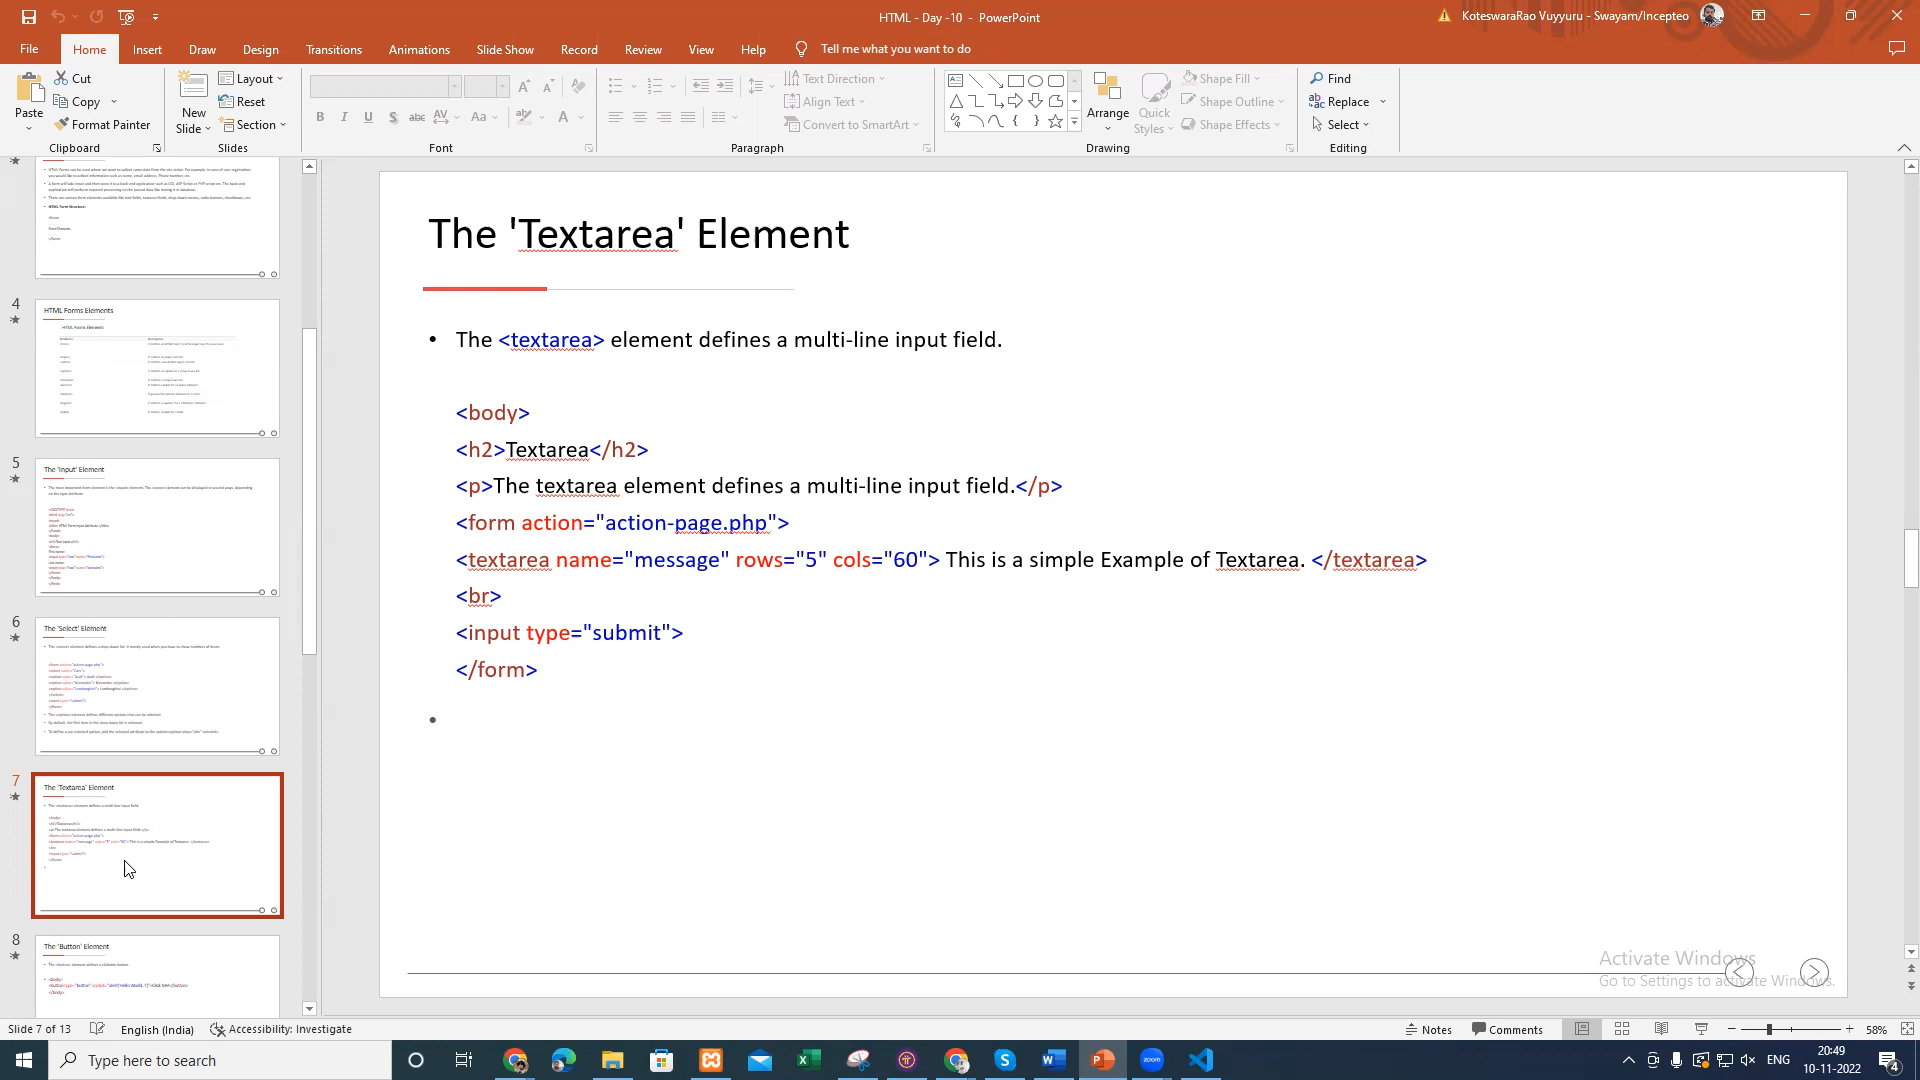 HTML - Day -10 - PowerPoint
KoteswaraRao Vuyyuru - Swayam/Incepteo
File Home Insert Draw Design Transitions Animations Slide Show Record Review View Help Tell me what you want to do
Paste
Cut
Copy
Format Painter
Clipboard
New
Slide
Layout
Reset
Section
Slides
Font
Text Direction
Align Text
Convert to SmartArt
Paragraph
Arrange
Quick
Styles
Shape Fill
Shape Outline
Shape Effects
Drawing
Find
Replace
Select
Editing
4
HTML Forms Elements
5
The 'Input' Element
6
The 'Select' Element
7
The 'Textarea' Element
8
The 'Button' Element
The 'Textarea' Element
• The <textarea> element defines a multi-line input field.
<body>
<h2>Textarea</h2>
<p>The textarea element defines a multi-line input field.</p>
<form action="action-page.php">
<textarea name="message" rows="5" cols="60"> This is a simple Example of Textarea. </textarea>
<br>
<input type="submit">
</form>
•
Activate Windows
Go to Settings to activate Windows.
Slide 7 of 13 English (India) Accessibility: Investigate Notes Comments 58%
Type here to search
ENG
20:49
10-11-2022
4